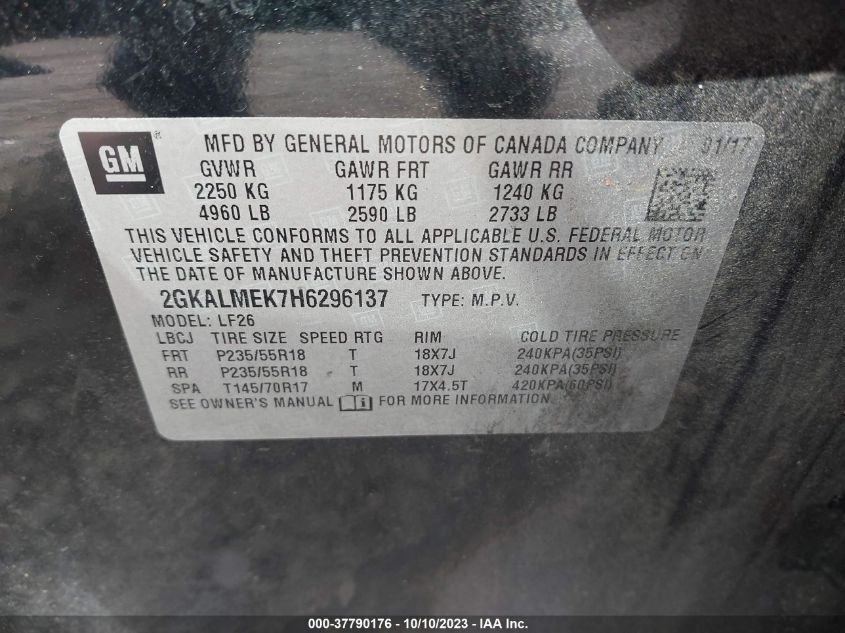 GM ® MFD BY GENERAL MOTORS OF CANADA COMPANY 01/17
GVWR GAWR FRT GAWR RR
2250 KG 1175 KG 1240 KG
4960 LB 2590 LB 2733 LB
THIS VEHICLE CONFORMS TO ALL APPLICABLE U.S. FEDERAL MOTOR
VEHICLE SAFETY AND THEFT PREVENTION STANDARDS IN EFFECT ON
THE DATE OF MANUFACTURE SHOWN ABOVE.
2GKALMEK7H6296137 TYPE: M.P.V.
MODEL: LF26
LBCJ TIRE SIZE SPEED RTG RIM COLD TIRE PRESSURE
FRT P235/55R18 T 18X7J 240KPA(35PSI)
RR P235/55R18 T 18X7J 240KPA(35PSI)
SPA T145/70R17 M 17X4.5T 420KPA(60PSI)
SEE OWNER'S MANUAL FOR MORE INFORMATION.
000-37790176 - 10/10/2023 - IAA Inc.